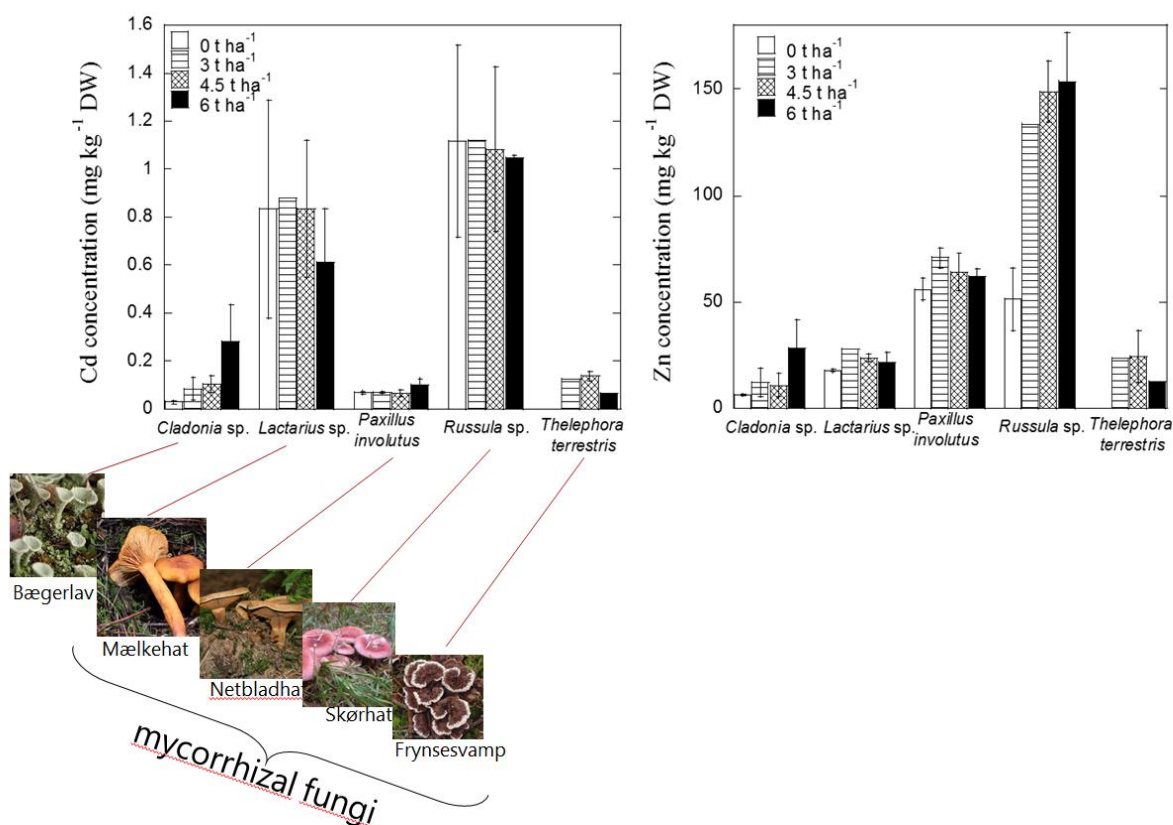 Cd concentration (mg kg⁻¹ DW)
1.6
1.4
1.2
1
0.8
0.6
0.4
0.2
0
0 t ha⁻¹
3 t ha⁻¹
4.5 t ha⁻¹
6 t ha⁻¹
Cladonia sp.
Lactarius sp.
Paxillus
involutus
Russula sp.
Thelephora
terrestris
Zn concentration (mg kg⁻¹ DW)
150
100
50
0
0 t ha⁻¹
3 t ha⁻¹
4.5 t ha⁻¹
6 t ha⁻¹
Cladonia sp.
Lactarius sp.
Paxillus
involutus
Russula sp.
Thelephora
terrestris
Bægerlav
Mælkehat
Netbladhat
Skørhat
Frynsesvamp
mycorrhizal fungi